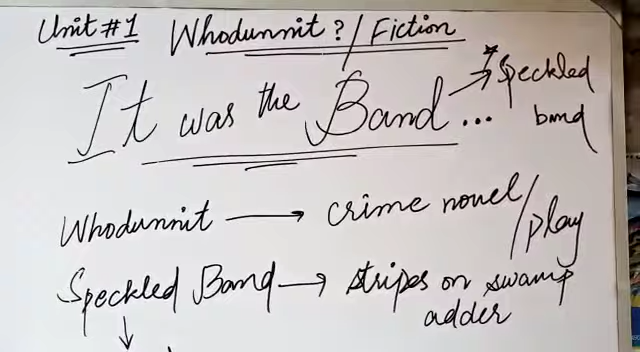 Unit #1 Whodunnit? / Fiction
It was the Band... → * Speckled band
Whodunnit → crime novel / play
Speckled Band → stripes on swamp adder
↓